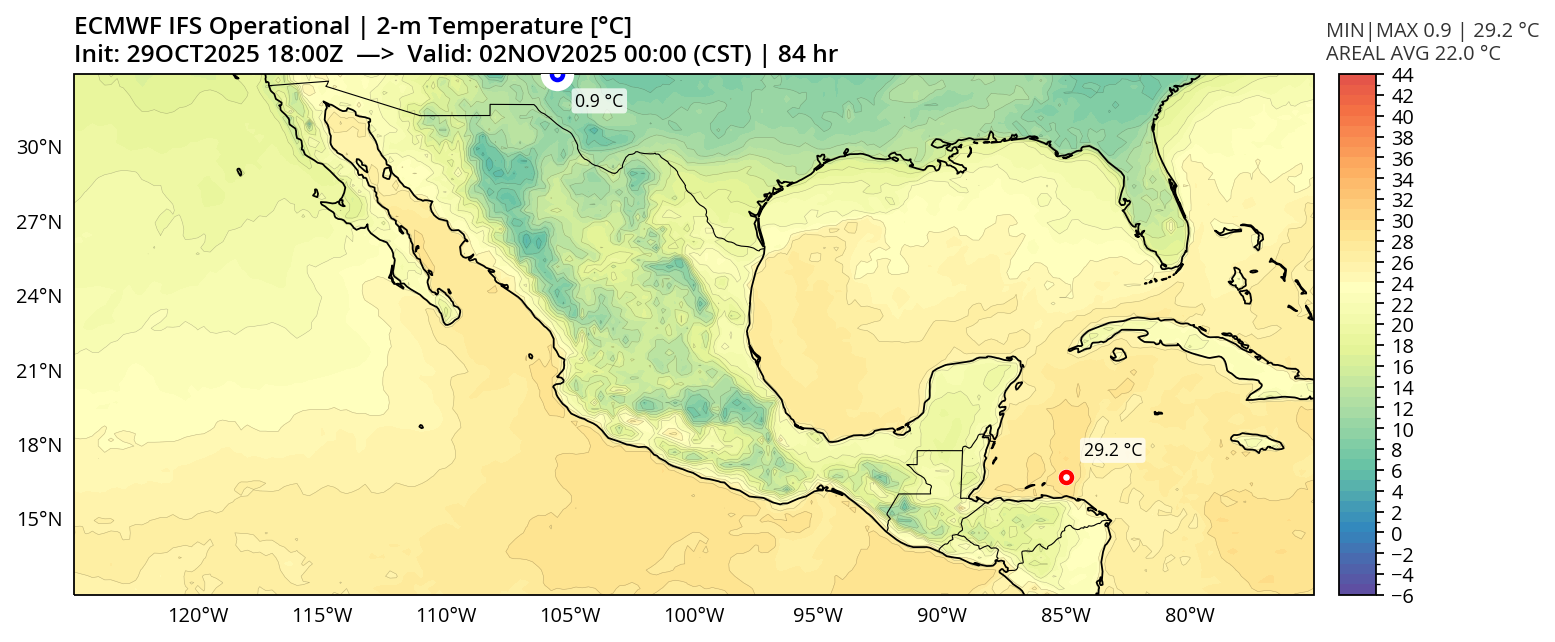 ECMWF IFS Operational | 2-m Temperature [°C]
Init: 29OCT2025 18:00Z —> Valid: 02NOV2025 00:00 (CST) | 84 hr
MIN|MAX 0.9 | 29.2 °C
AREAL AVG 22.0 °C
0.9 °C
29.2 °C
30°N
27°N
24°N
21°N
18°N
15°N
120°W
115°W
110°W
105°W
100°W
95°W
90°W
85°W
80°W
44
42
40
38
36
34
32
30
28
26
24
22
20
18
16
14
12
10
8
6
4
2
0
−2
−4
−6